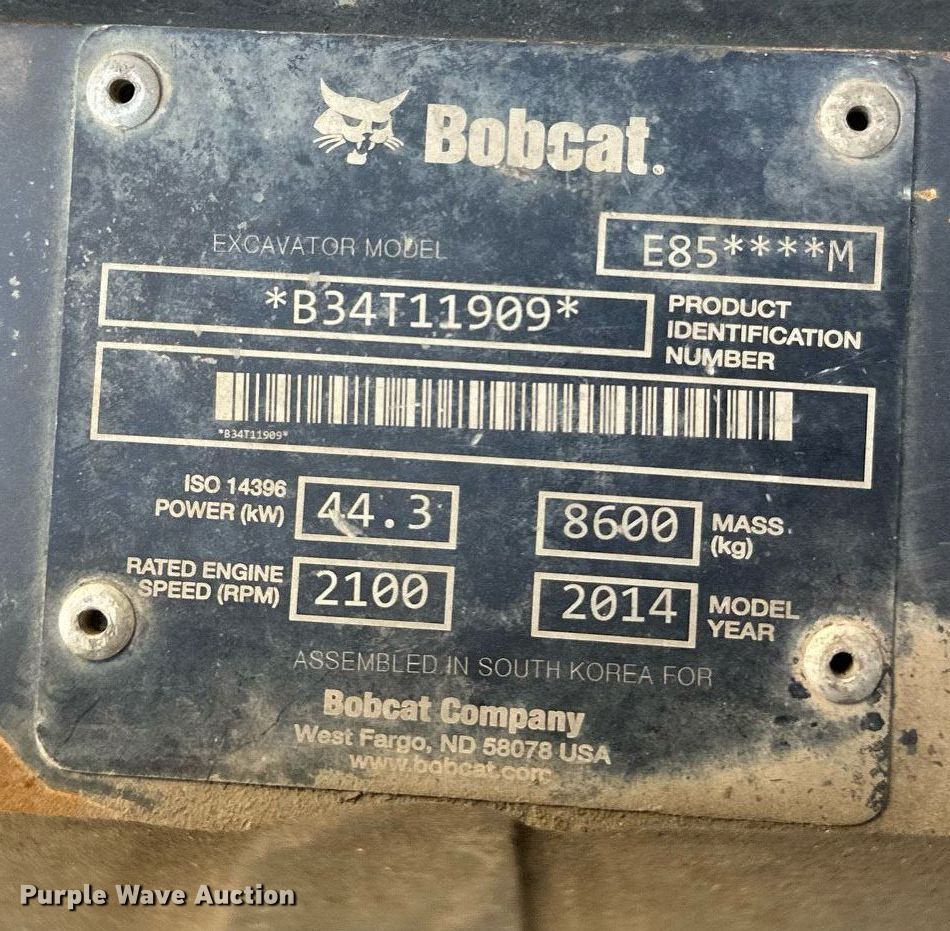 Bobcat®
EXCAVATOR MODEL
E85****M
*B34T11909*
PRODUCT
IDENTIFICATION
NUMBER
*B34T11909*
ISO 14396
POWER (kW)
44.3
8600
MASS
(kg)
RATED ENGINE
SPEED (RPM)
2100
2014
MODEL
YEAR
ASSEMBLED IN SOUTH KOREA FOR
Bobcat Company
West Fargo, ND 58078 USA
www.bobcat.com
Purple Wave Auction